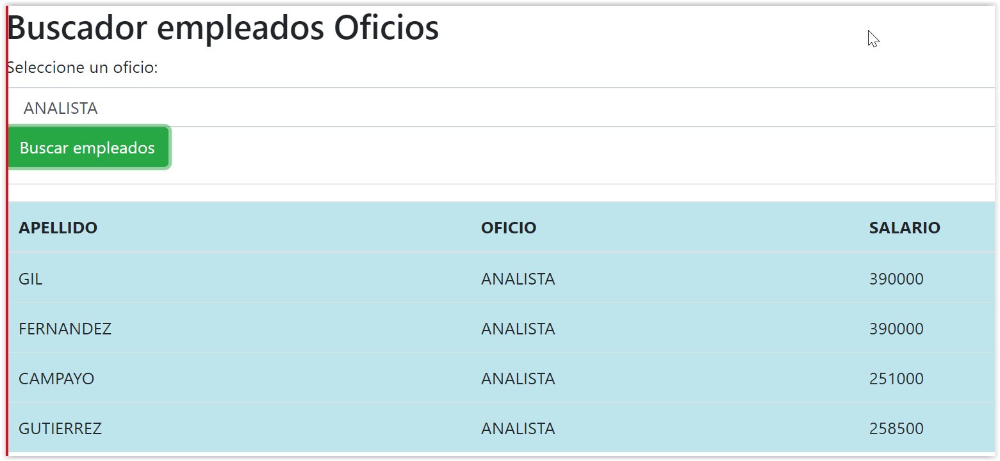 Buscador empleados Oficios
Seleccione un oficio:
ANALISTA
Buscar empleados
APELLIDO OFICIO SALARIO
GIL ANALISTA 390000
FERNANDEZ ANALISTA 390000
CAMPAYO ANALISTA 251000
GUTIERREZ ANALISTA 258500